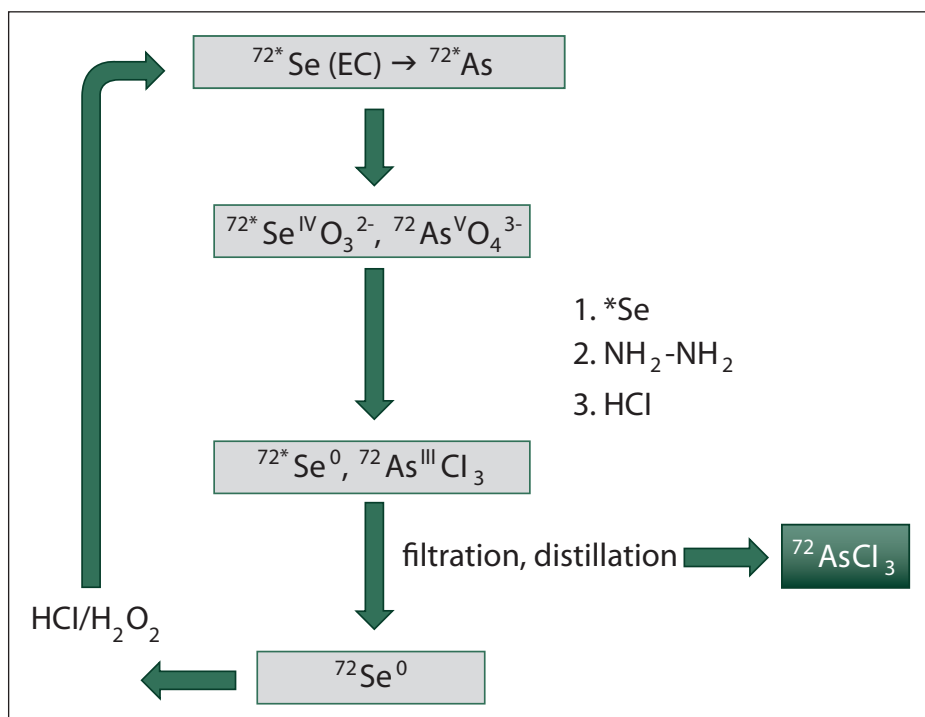 ⁷²*Se (EC) → ⁷²*As
⁷²*SeᴵⱽO₃²⁻, ⁷²AsⱽO₄³⁻
1. *Se
2. NH₂-NH₂
3. HCl
⁷²*Se⁰, ⁷²AsᴵᴵᴵCl₃
filtration, distillation
⁷²AsCl₃
HCl/H₂O₂
⁷²Se⁰